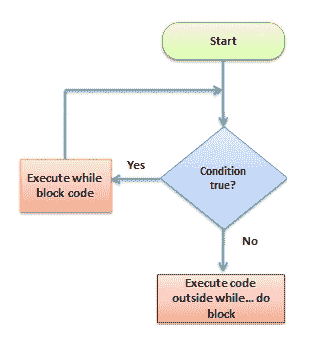 Start
Condition
true?
Yes
Execute while
block code
No
Execute code
outside while... do
block